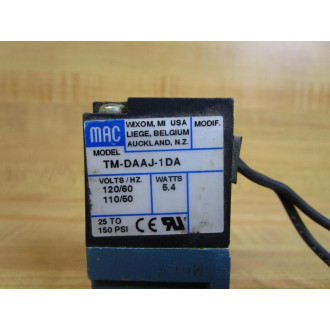 MAC
WIXOM, MI USA
LIEGE, BELGIUM
AUCKLAND, N.Z.
MODIF.
MODEL
TM-DAAJ-1DA
VOLTS/HZ.
120/60
110/50
WATTS
5.4
25 TO
150 PSI
CE